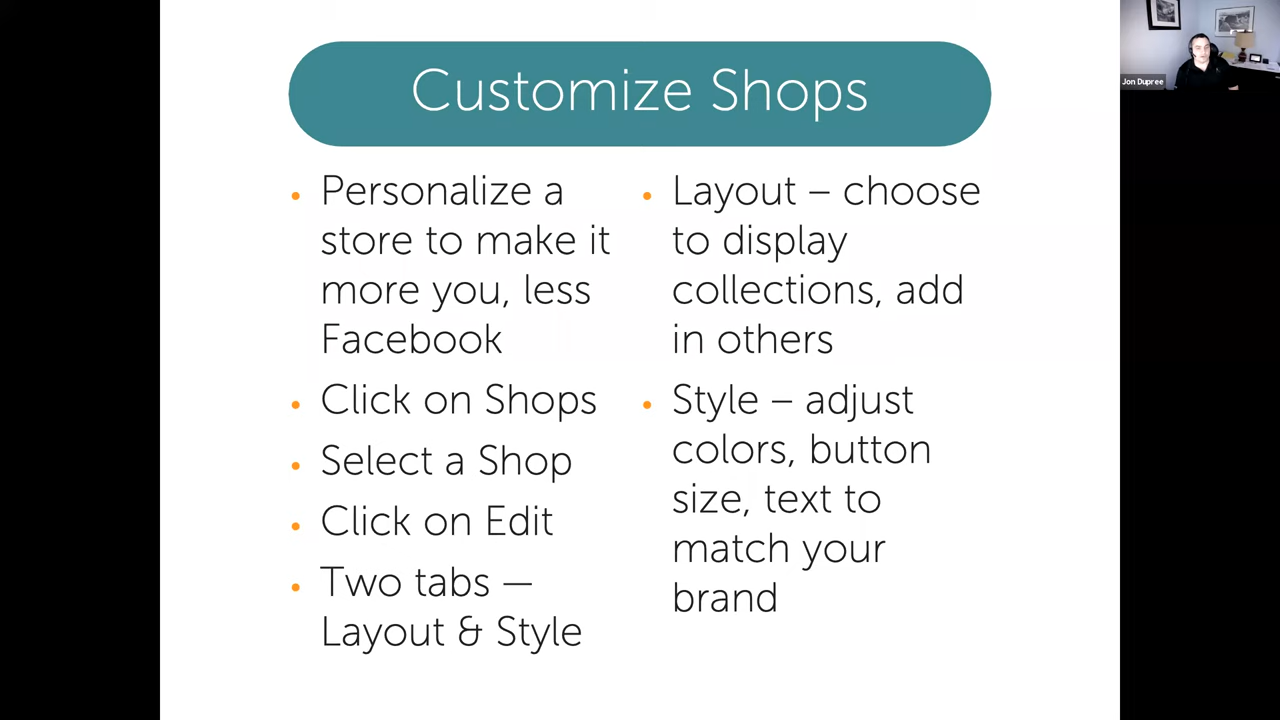 Customize Shops
Personalize a
store to make it
more you, less
Facebook
Click on Shops
Select a Shop
Click on Edit
Two tabs —
Layout & Style
Layout – choose
to display
collections, add
in others
Style – adjust
colors, button
size, text to
match your
brand
Jon Dupree